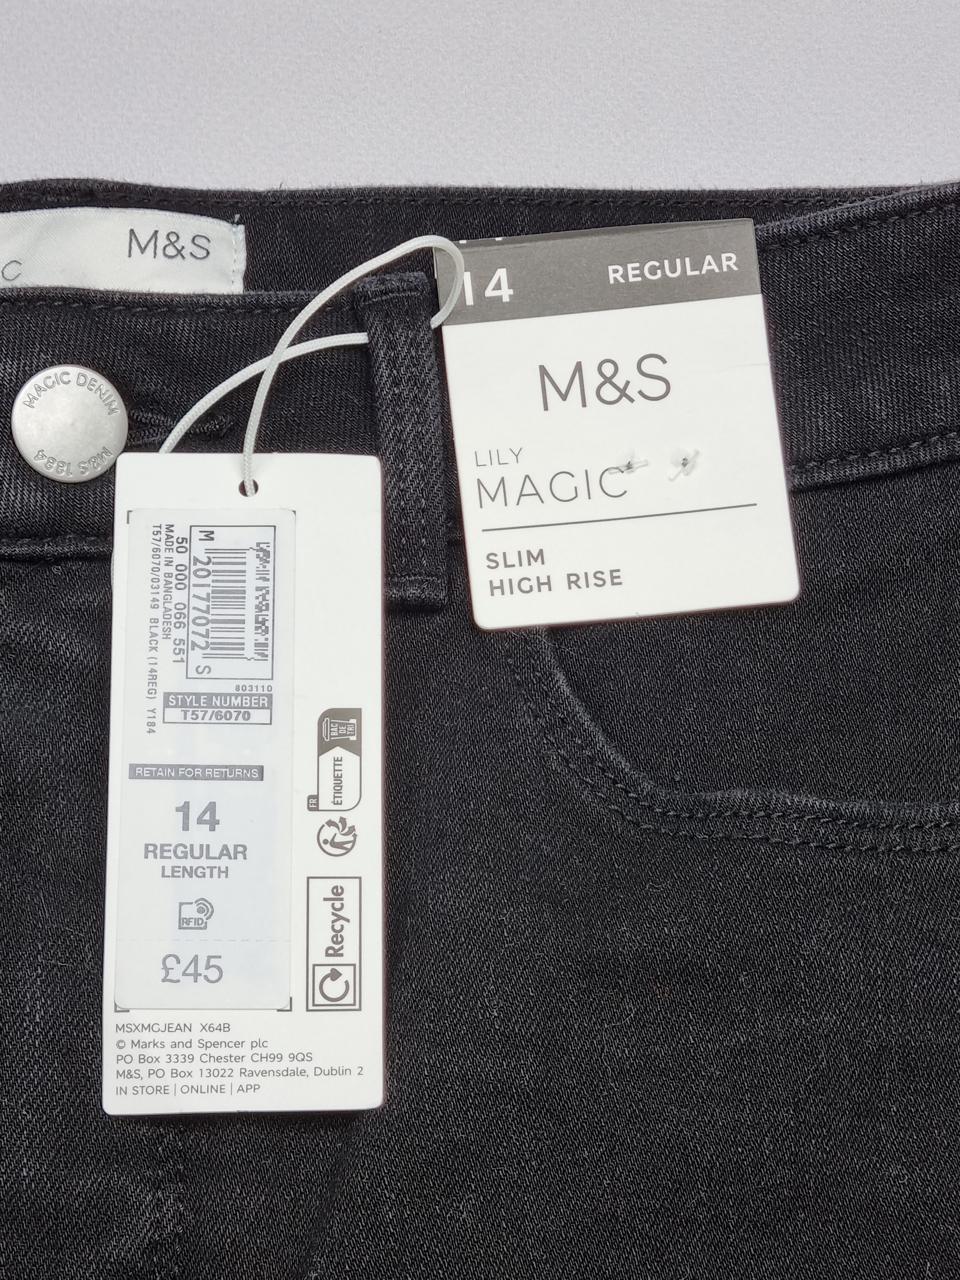 M&S
C
MAGIC DENIM
M&S 1884
14 REGULAR
M&S
LILY
MAGIC
SLIM
HIGH RISE
M 20177072 S
50 000 066 551
MADE IN BANGLADESH
T57/6070/03149 BLACK (14REG) Y184
803110
STYLE NUMBER
T57/6070
RETAIN FOR RETURNS
14
REGULAR
LENGTH
RFID
£45
FR
ÉTIQUETTE
BAC
DE
TRI
Recycle
MSXMGJEAN X64B
© Marks and Spencer plc
PO Box 3339 Chester CH99 9QS
M&S, PO Box 13022 Ravensdale, Dublin 2
IN STORE | ONLINE | APP